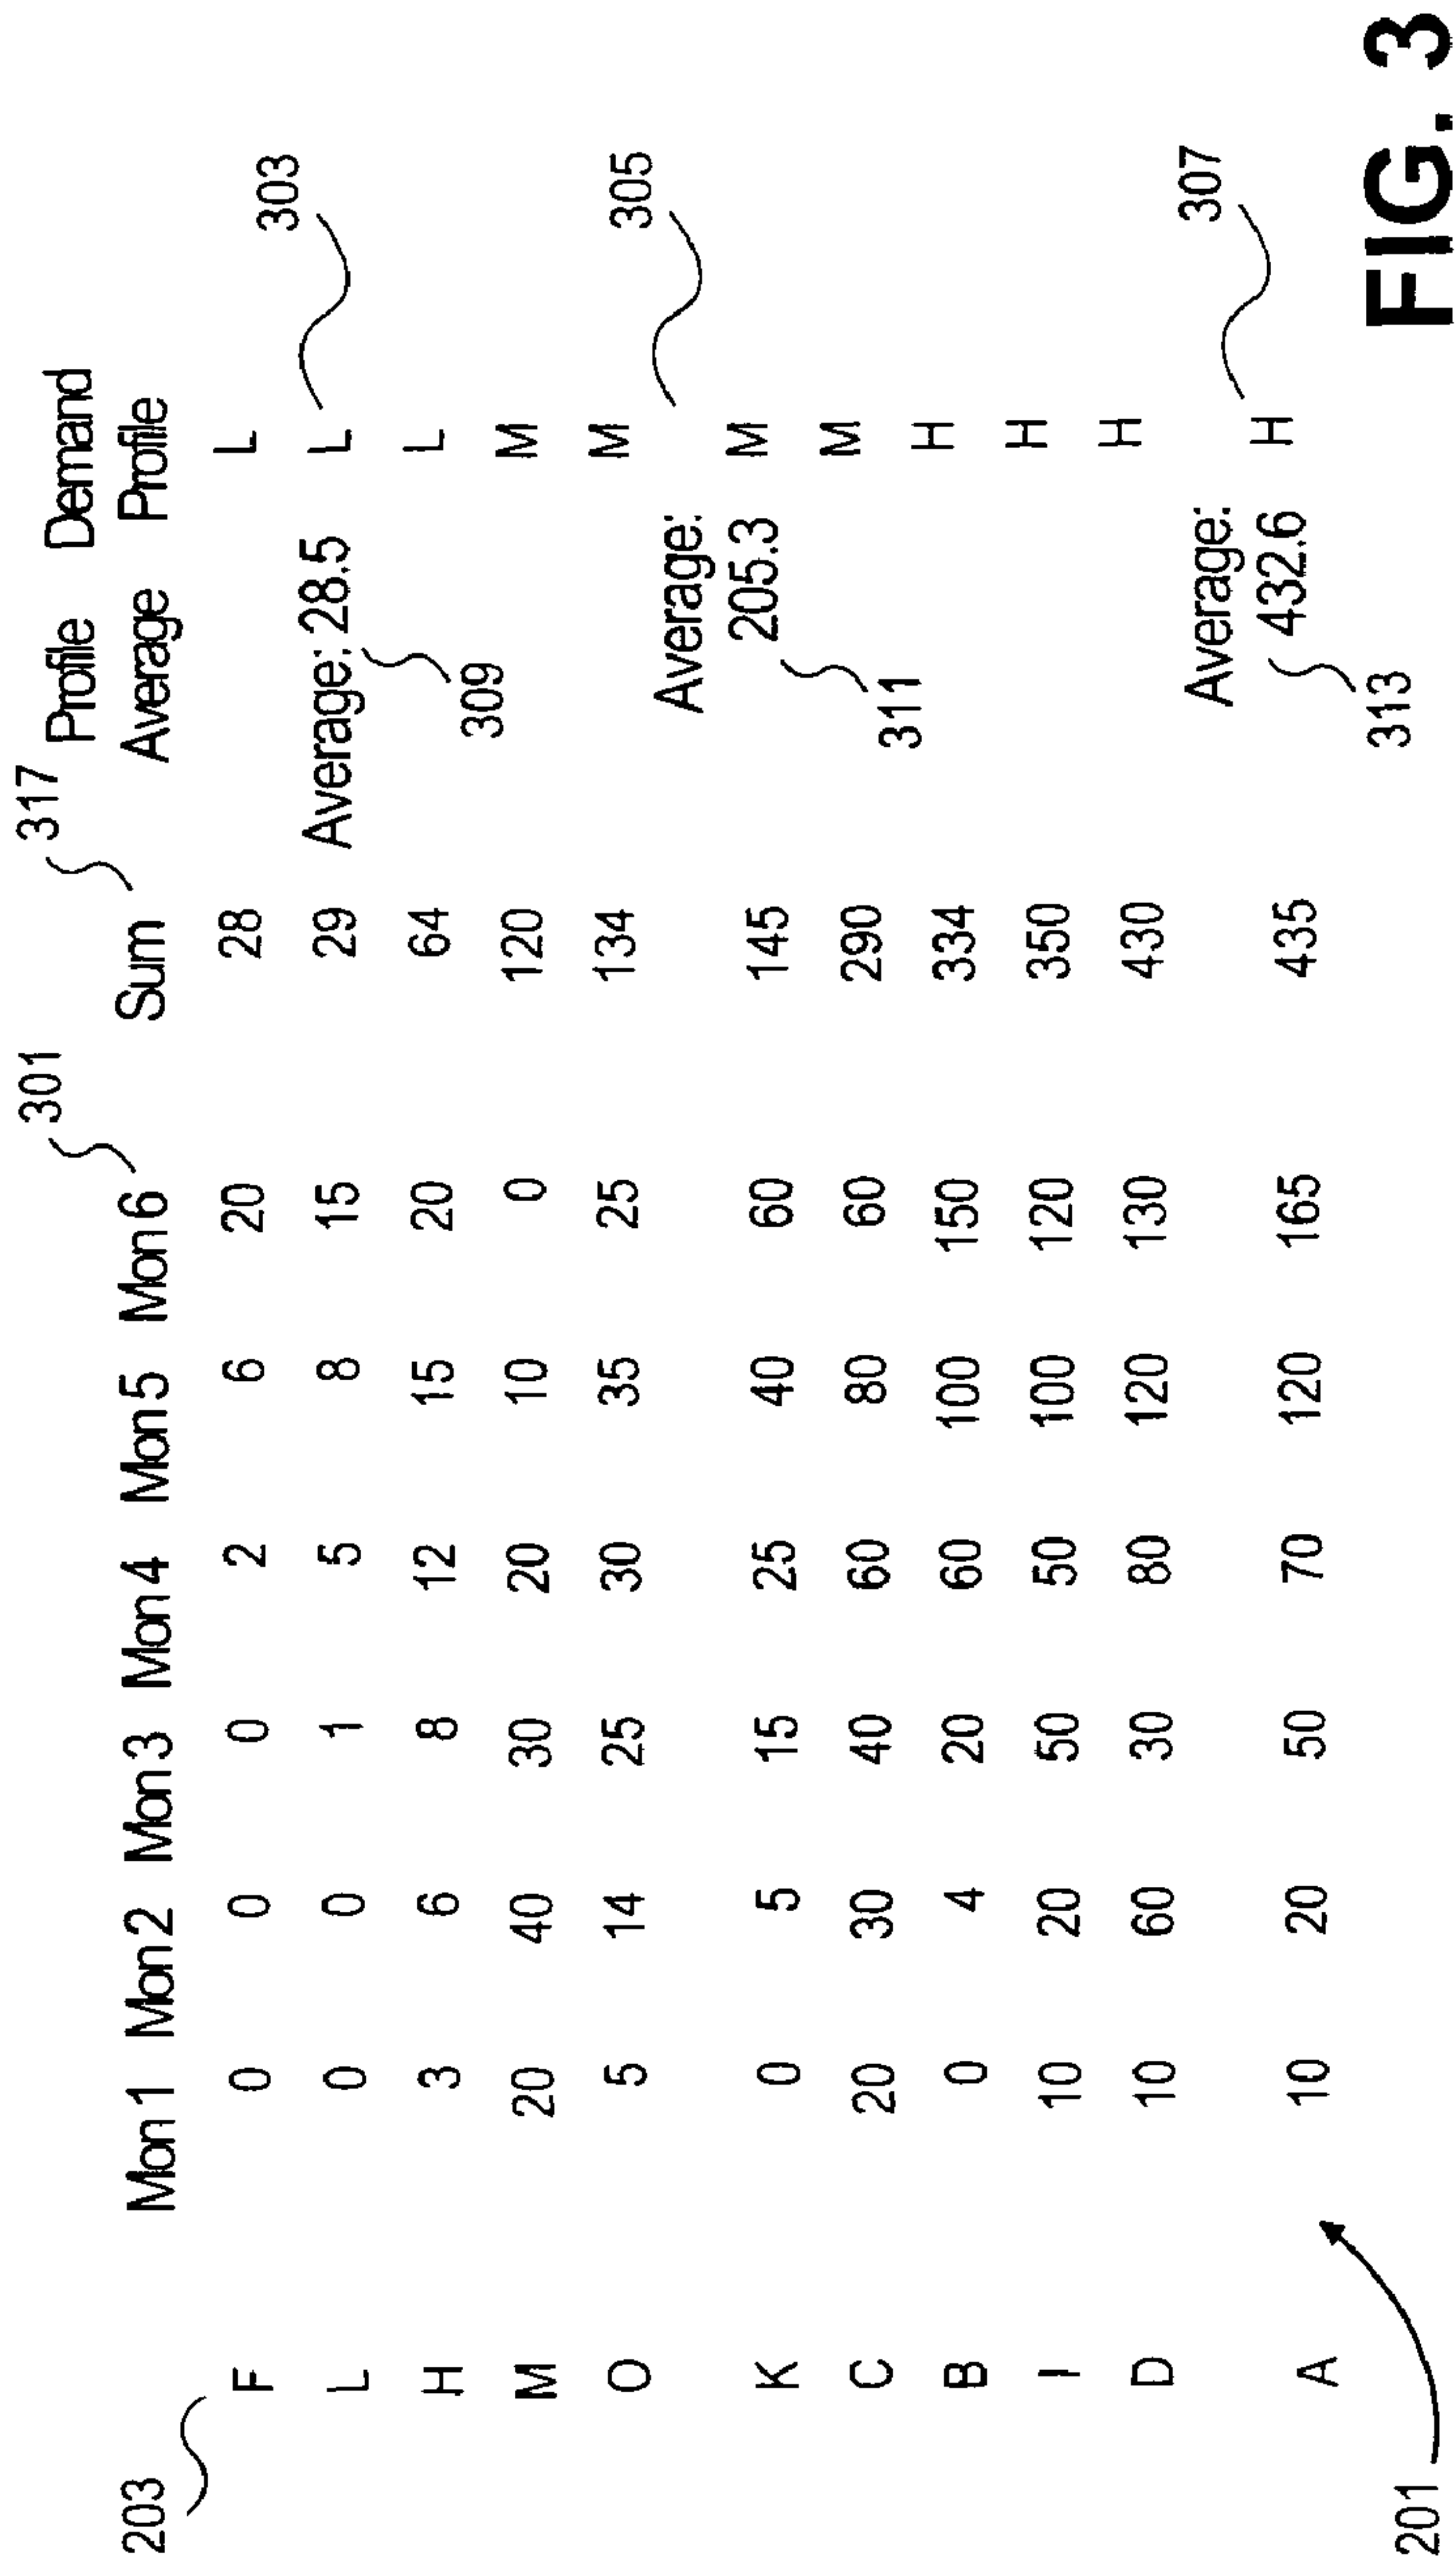 301 317
Profile Demand
Mon 1 Mon 2 Mon 3 Mon 4 Mon 5 Mon 6 Sum Average Profile
203
F 0 0 0 2 6 20 28 L
303
L 0 0 1 5 8 15 29 Average: 28.5 L
H 3 6 8 12 15 20 64 L
309
M 20 40 30 20 10 0 120 M
O 5 14 25 30 35 25 134 M
305
Average:
K 0 5 15 25 40 60 145 205.3 M
C 20 30 40 60 80 60 290 M
311
B 0 4 20 60 100 150 334 H
I 10 20 50 50 100 120 350 H
D 10 60 30 80 120 130 430 H
307
Average:
A 10 20 50 70 120 165 435 432.6 H
313
201
FIG. 3